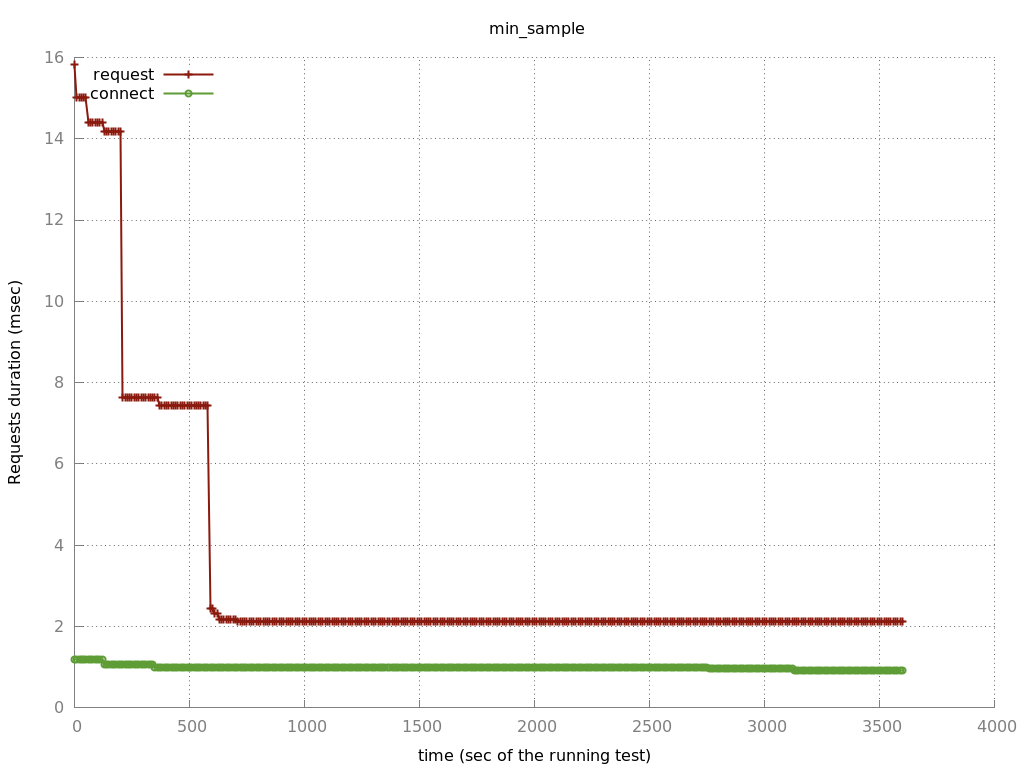 min_sample
request
connect
16
14
12
10
8
6
4
2
0
Requests duration (msec)
0 500 1000 1500 2000 2500 3000 3500 4000
time (sec of the running test)